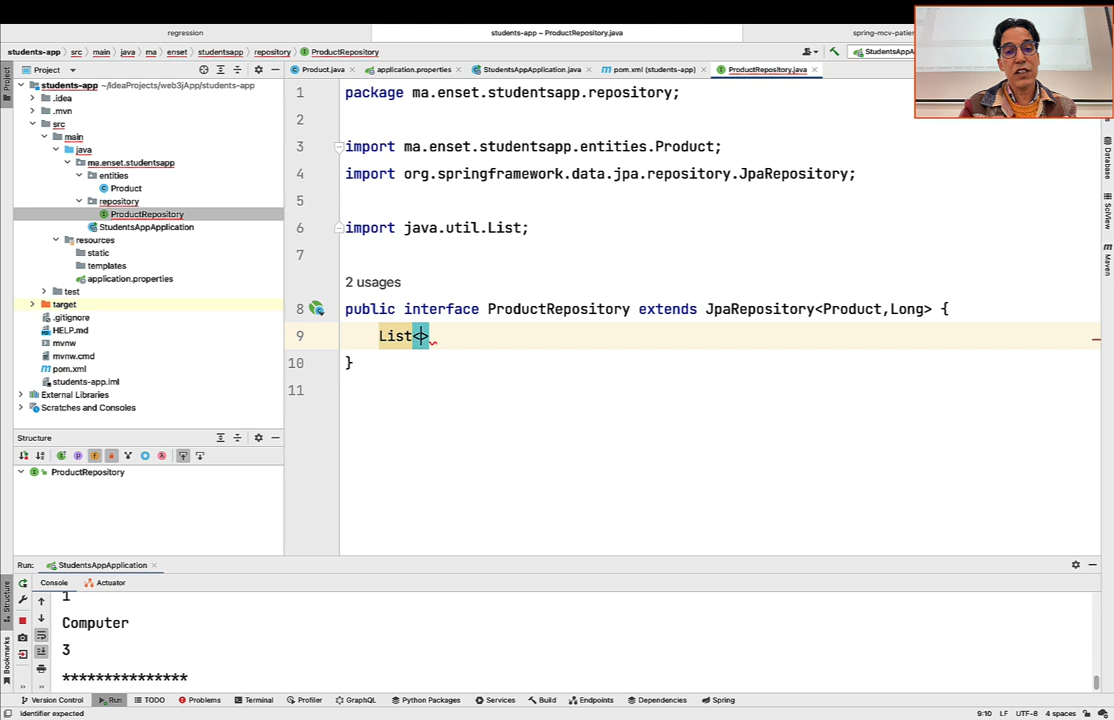 regression
students-app – ProductRepository.java
spring-mcv-patie
students-app src main java ma enset studentsapp repository ProductRepository
StudentsAppA
Project
Product.java
application.properties
StudentsAppApplication.java
pom.xml (students-app)
ProductRepository.java
students-app ~/IdeaProjects/web3jApp/students-app
.idea
.mvn
src
main
java
ma.enset.studentsapp
entities
Product
repository
ProductRepository
StudentsAppApplication
resources
static
templates
application.properties
test
target
.gitignore
HELP.md
mvnw
mvnw.cmd
pom.xml
students-app.iml
External Libraries
Scratches and Consoles
Structure
ProductRepository
1 package ma.enset.studentsapp.repository;
2
3 import ma.enset.studentsapp.entities.Product;
4 import org.springframework.data.jpa.repository.JpaRepository;
5
6 import java.util.List;
7
2 usages
8 public interface ProductRepository extends JpaRepository<Product,Long> {
9 List<>
10 }
11
Project
Structure
Bookmarks
Database
SciView
Maven
Run: StudentsAppApplication
Console Actuator
1
Computer
3
***************
Version Control Run TODO Problems Terminal Profiler GraphQL Python Packages Services Build Endpoints Dependencies Spring
Identifier expected
9:10 LF UTF-8 4 spaces